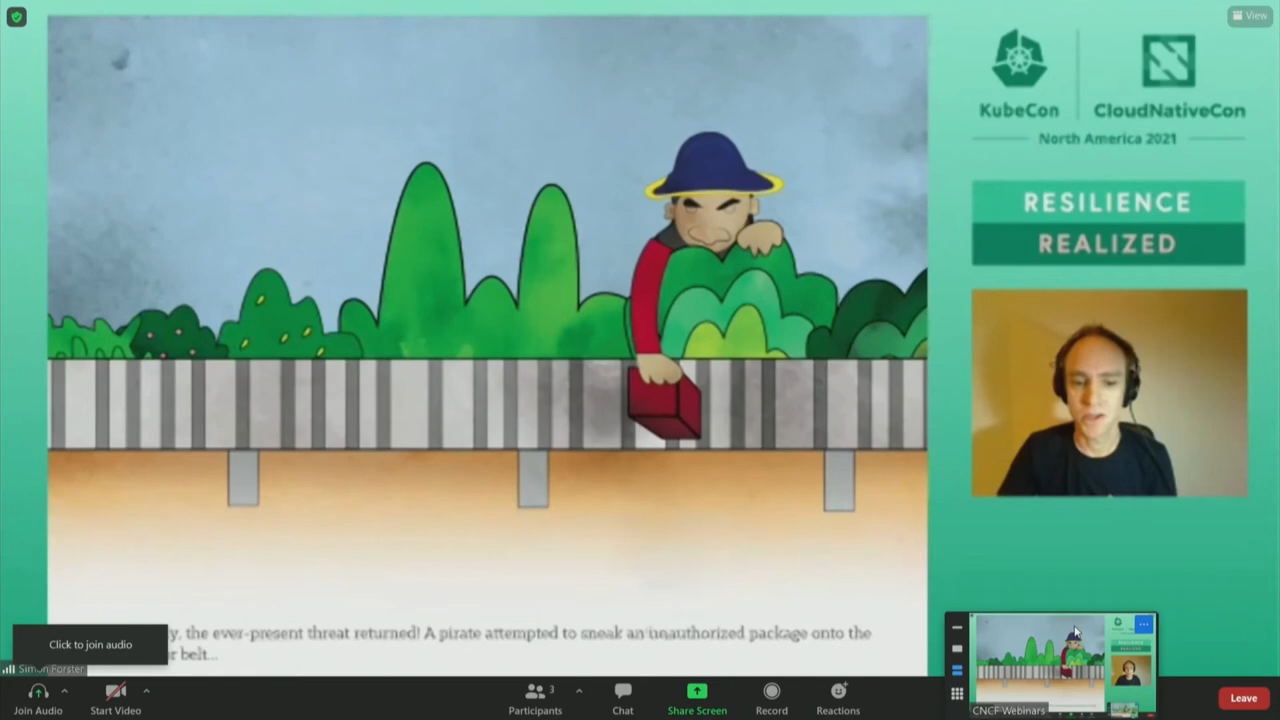 View
KubeCon
CloudNativeCon
North America 2021
RESILIENCE
REALIZED
y, the ever-present threat returned! A pirate attempted to sneak an unauthorized package onto the
r belt...
Click to join audio
Simon Forster
Join Audio
Start Video
Participants
3
Chat
Share Screen
Record
Reactions
CNCF Webinars
Leave